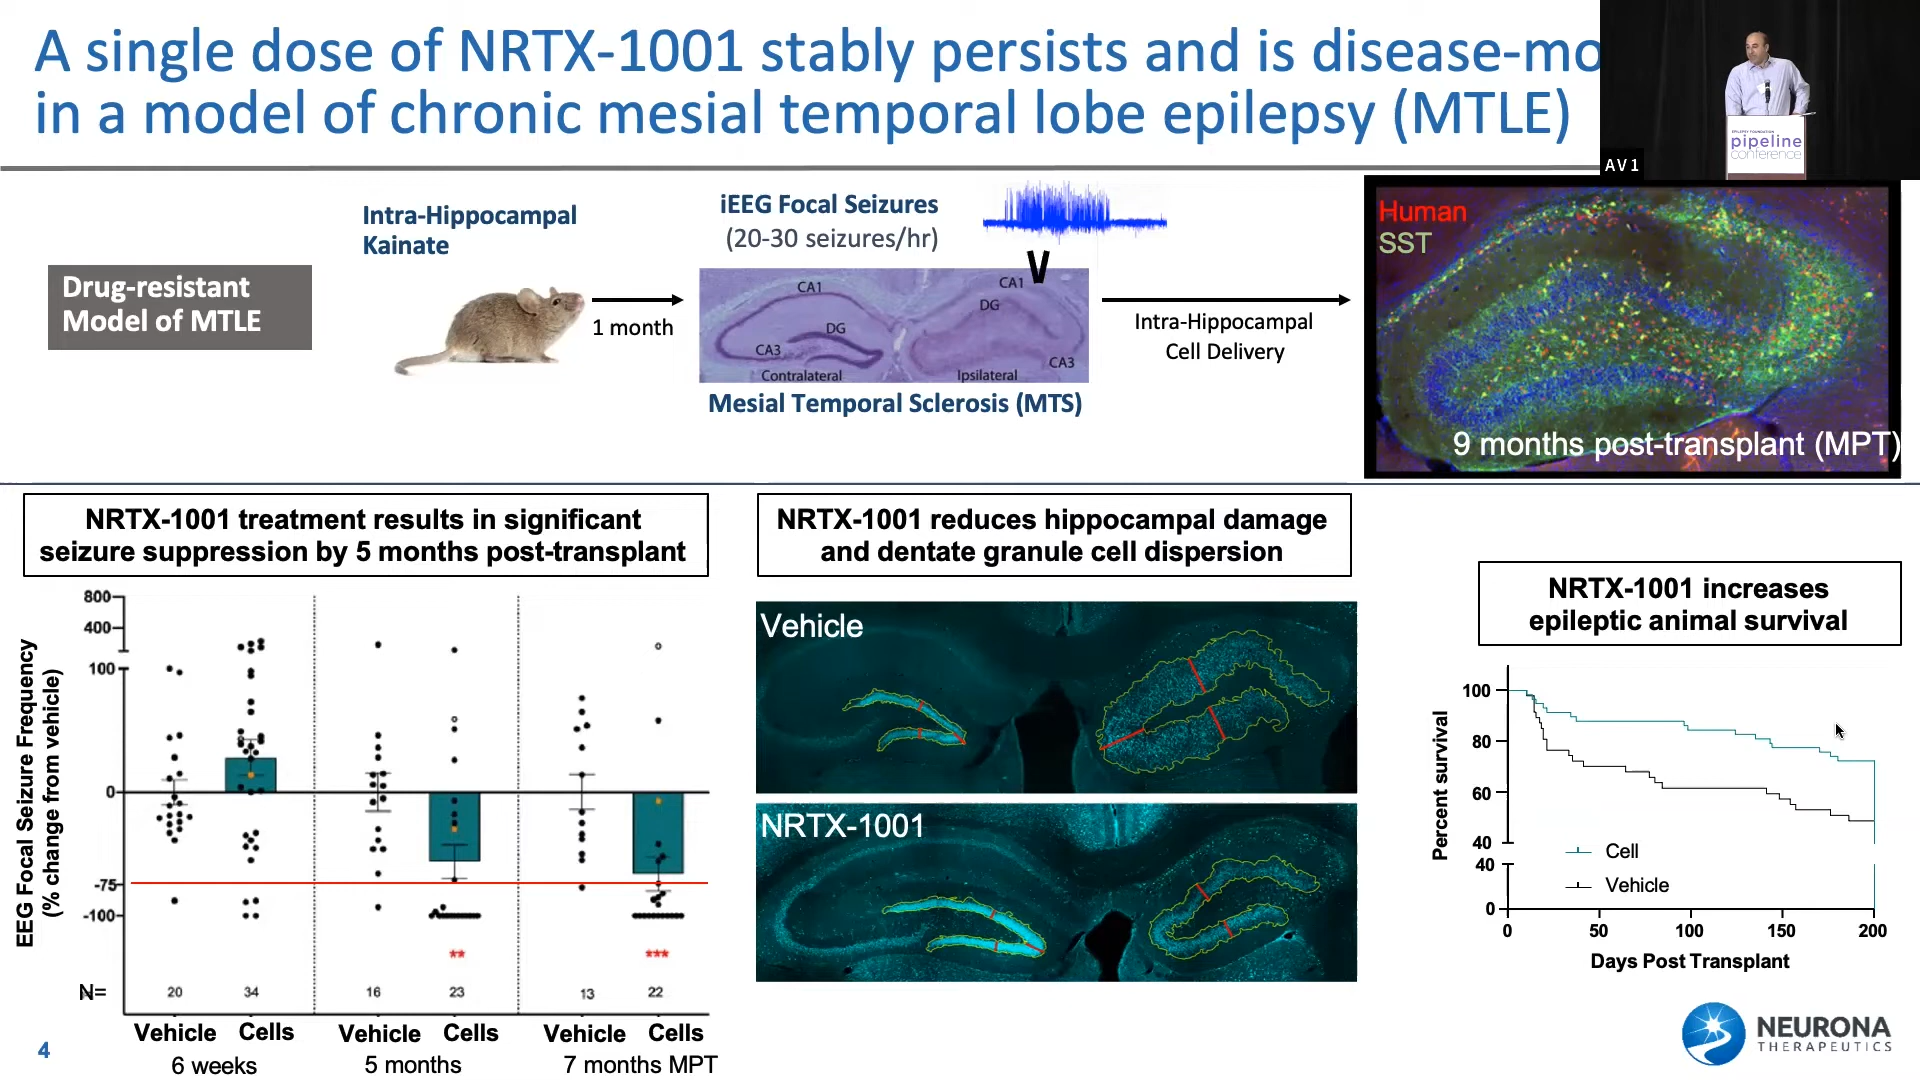 A single dose of NRTX-1001 stably persists and is disease-mo
in a model of chronic mesial temporal lobe epilepsy (MTLE)
EPILEPSY FOUNDATION
pipeline
conference
AV1
Drug-resistant
Model of MTLE
Intra-Hippocampal
Kainate
1 month
iEEG Focal Seizures
(20-30 seizures/hr)
CA1
DG
CA3
Contralateral
CA1
DG
CA3
Ipsilateral
Mesial Temporal Sclerosis (MTS)
Intra-Hippocampal
Cell Delivery
Human
SST
9 months post-transplant (MPT)
NRTX-1001 treatment results in significant
seizure suppression by 5 months post-transplant
EEG Focal Seizure Frequency
(% change from vehicle)
800
400
100
0
-75
-100
** ***
N= 20 34 16 23 13 22
Vehicle Cells Vehicle Cells Vehicle Cells
6 weeks 5 months 7 months MPT
NRTX-1001 reduces hippocampal damage
and dentate granule cell dispersion
Vehicle
NRTX-1001
NRTX-1001 increases
epileptic animal survival
Percent survival
100
80
60
40
40
0
Cell
Vehicle
0 50 100 150 200
Days Post Transplant
4
NEURONA
THERAPEUTICS